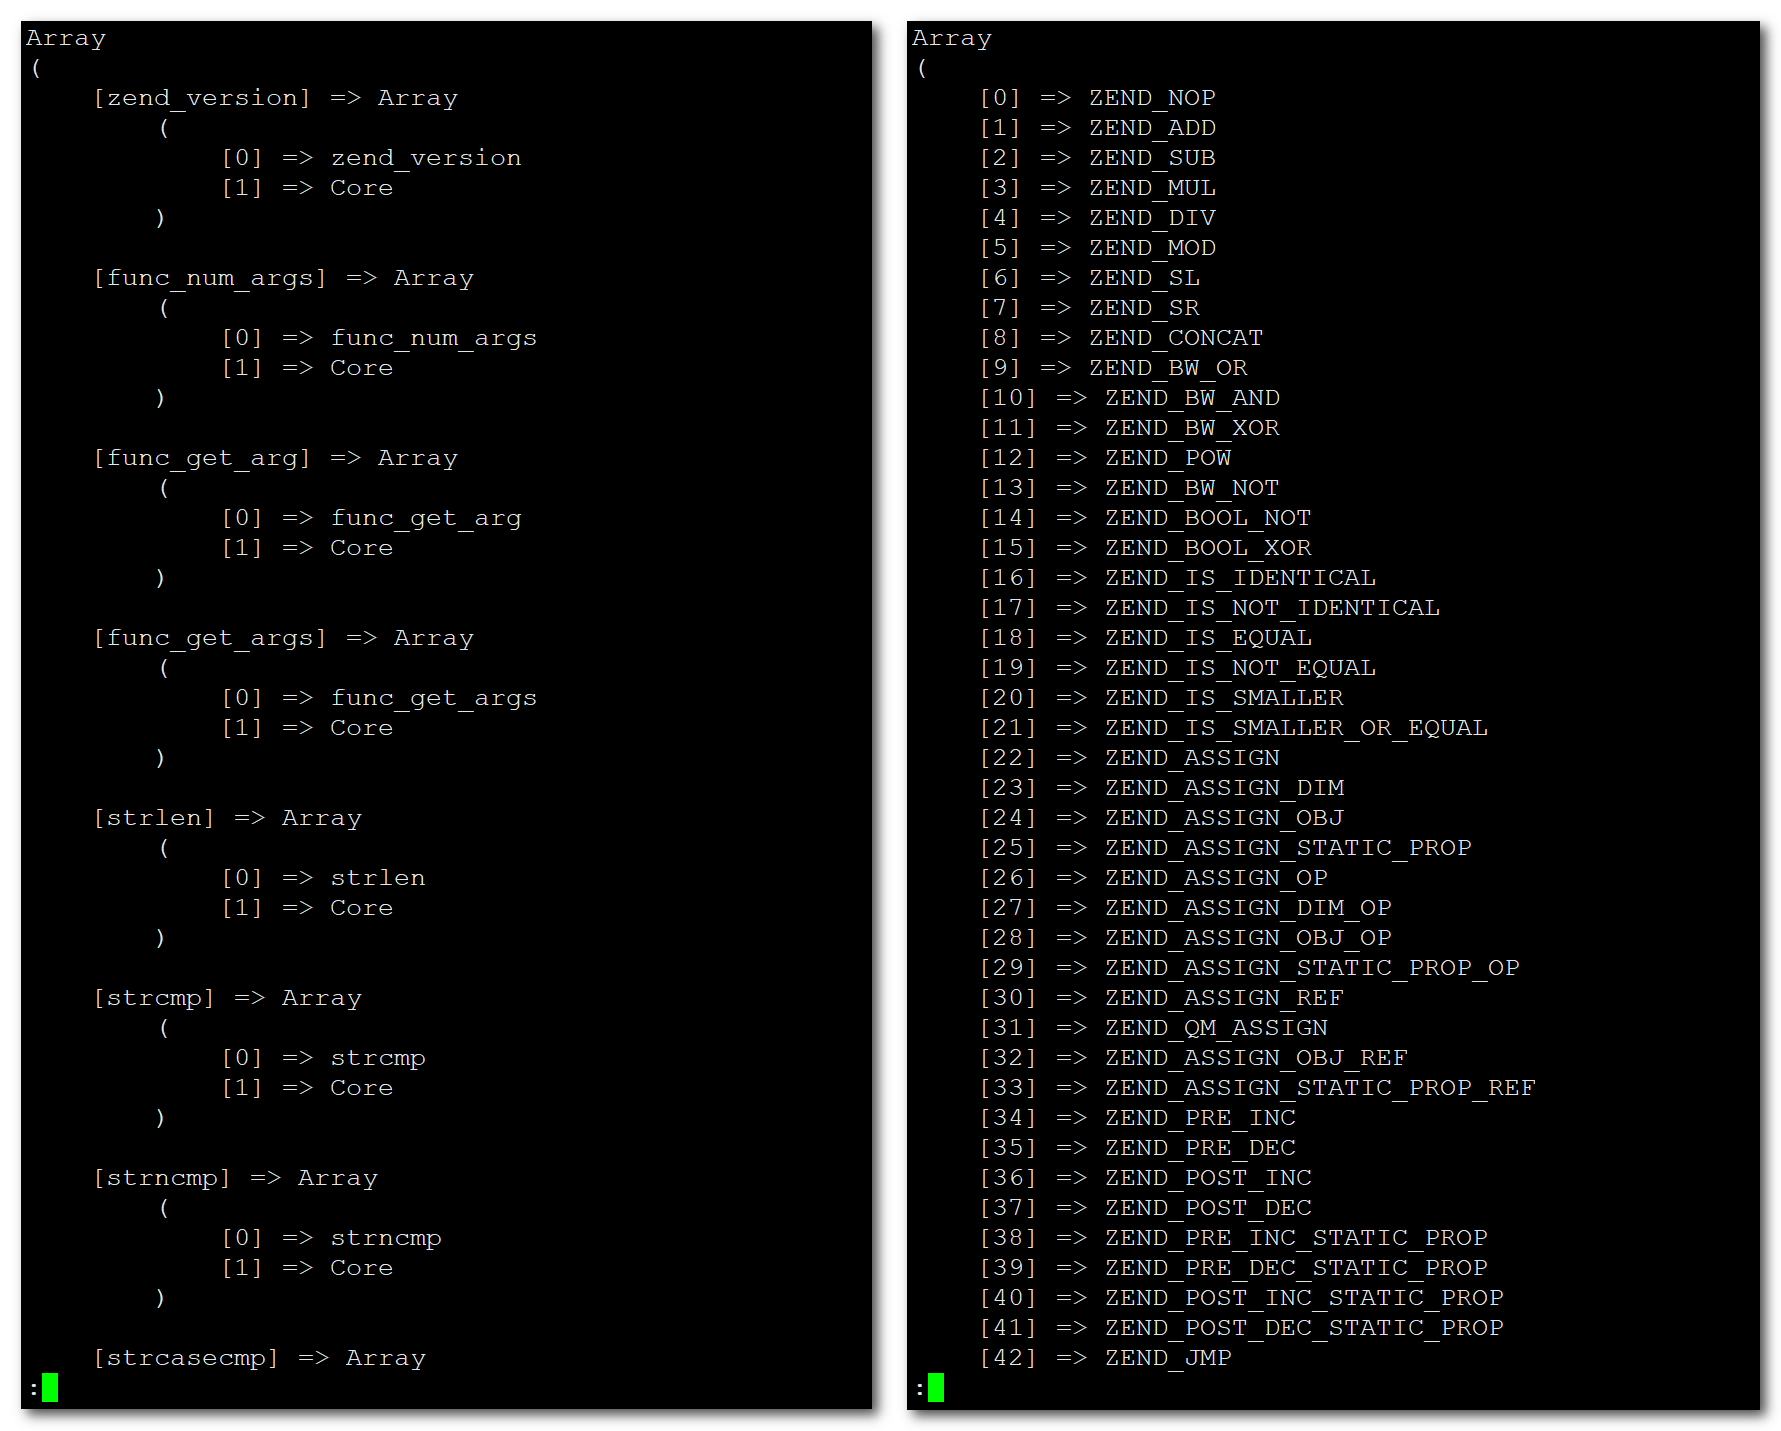 Array
(
    [zend_version] => Array
        (
            [0] => zend_version
            [1] => Core
        )

    [func_num_args] => Array
        (
            [0] => func_num_args
            [1] => Core
        )

    [func_get_arg] => Array
        (
            [0] => func_get_arg
            [1] => Core
        )

    [func_get_args] => Array
        (
            [0] => func_get_args
            [1] => Core
        )

    [strlen] => Array
        (
            [0] => strlen
            [1] => Core
        )

    [strcmp] => Array
        (
            [0] => strcmp
            [1] => Core
        )

    [strncmp] => Array
        (
            [0] => strncmp
            [1] => Core
        )

    [strcasecmp] => Array
:
Array
(
    [0] => ZEND_NOP
    [1] => ZEND_ADD
    [2] => ZEND_SUB
    [3] => ZEND_MUL
    [4] => ZEND_DIV
    [5] => ZEND_MOD
    [6] => ZEND_SL
    [7] => ZEND_SR
    [8] => ZEND_CONCAT
    [9] => ZEND_BW_OR
    [10] => ZEND_BW_AND
    [11] => ZEND_BW_XOR
    [12] => ZEND_POW
    [13] => ZEND_BW_NOT
    [14] => ZEND_BOOL_NOT
    [15] => ZEND_BOOL_XOR
    [16] => ZEND_IS_IDENTICAL
    [17] => ZEND_IS_NOT_IDENTICAL
    [18] => ZEND_IS_EQUAL
    [19] => ZEND_IS_NOT_EQUAL
    [20] => ZEND_IS_SMALLER
    [21] => ZEND_IS_SMALLER_OR_EQUAL
    [22] => ZEND_ASSIGN
    [23] => ZEND_ASSIGN_DIM
    [24] => ZEND_ASSIGN_OBJ
    [25] => ZEND_ASSIGN_STATIC_PROP
    [26] => ZEND_ASSIGN_OP
    [27] => ZEND_ASSIGN_DIM_OP
    [28] => ZEND_ASSIGN_OBJ_OP
    [29] => ZEND_ASSIGN_STATIC_PROP_OP
    [30] => ZEND_ASSIGN_REF
    [31] => ZEND_QM_ASSIGN
    [32] => ZEND_ASSIGN_OBJ_REF
    [33] => ZEND_ASSIGN_STATIC_PROP_REF
    [34] => ZEND_PRE_INC
    [35] => ZEND_PRE_DEC
    [36] => ZEND_POST_INC
    [37] => ZEND_POST_DEC
    [38] => ZEND_PRE_INC_STATIC_PROP
    [39] => ZEND_PRE_DEC_STATIC_PROP
    [40] => ZEND_POST_INC_STATIC_PROP
    [41] => ZEND_POST_DEC_STATIC_PROP
    [42] => ZEND_JMP
: